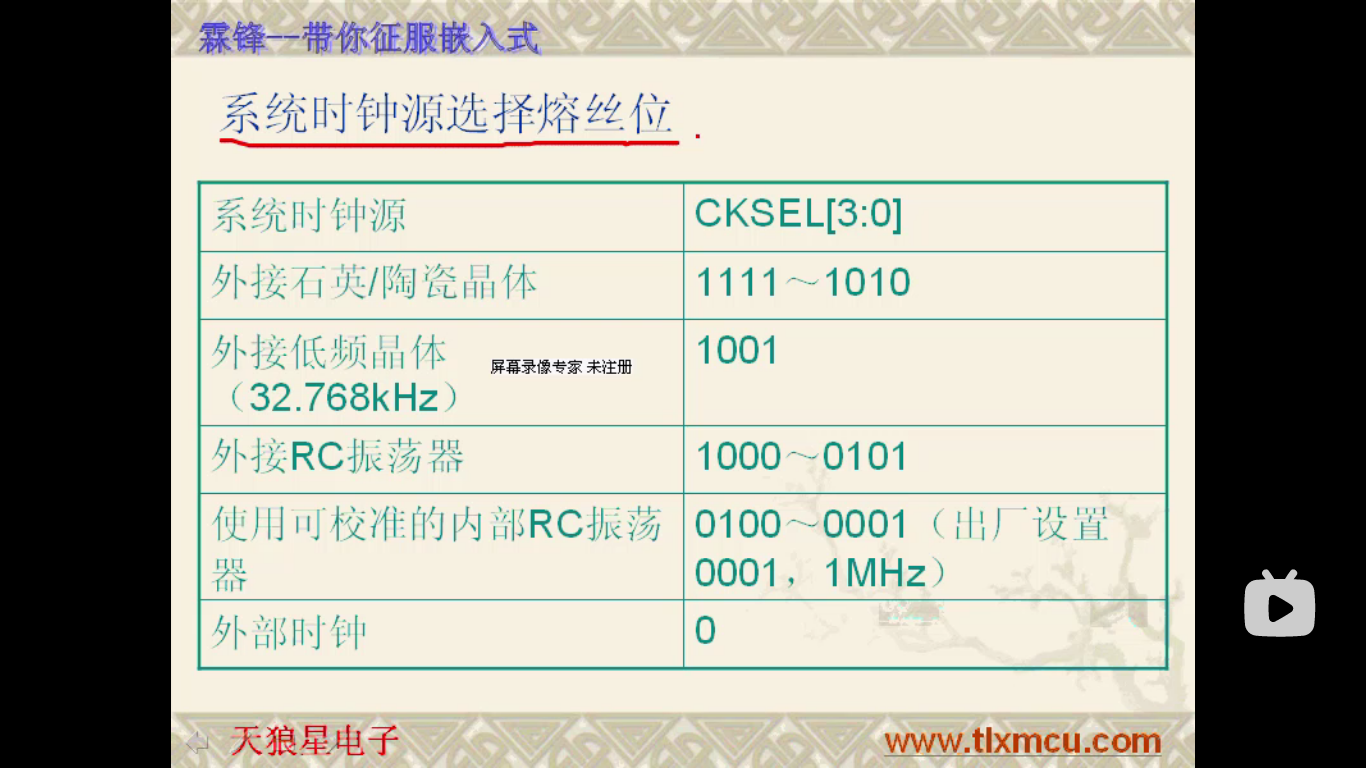 霖锋--带你征服嵌入式
系统时钟源选择熔丝位
系统时钟源
CKSEL[3:0]
外接石英/陶瓷晶体
1111～1010
外接低频晶体
（32.768kHz）
1001
屏幕录像专家 未注册
外接RC振荡器
1000～0101
使用可校准的内部RC振荡
器
0100～0001（出厂设置
0001，1MHz）
外部时钟
0
天狼星电子
www.tlxmcu.com